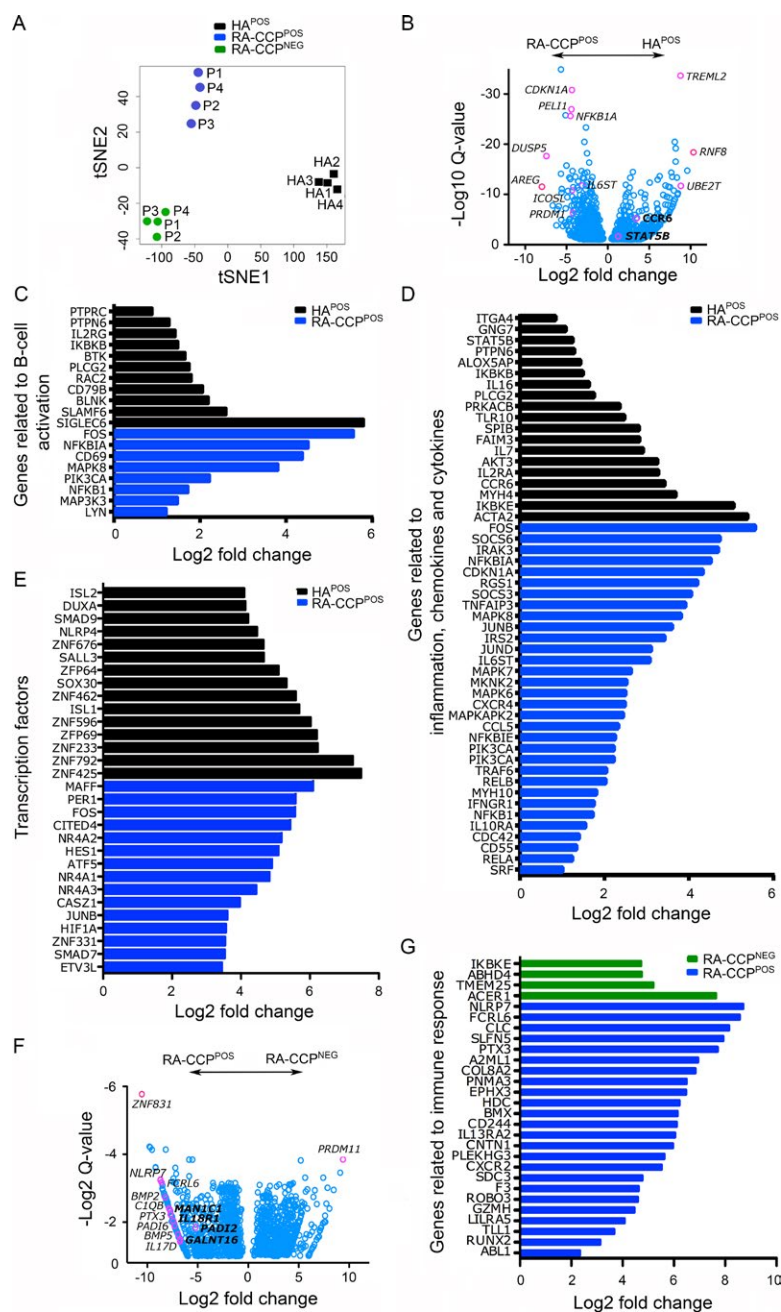 A
HAPOS
RA-CCPPOS
RA-CCPNEG
tSNE2
40
20
0
-20
-40
P1
P4
P2
P3
HA2
HA3
HA1
HA4
P3
P4
P1
P2
-100
-50
0
50
100
150
tSNE1
B
RA-CCPPOS
HAPOS
-Log10 Q-value
-30
-20
-10
0
TREML2
CDKN1A
PELI1
NFKB1A
DUSP5
RNF8
AREG
IL6ST
UBE2T
ICOSL
PRDM1
CCR6
STAT5B
-10
-5
0
5
10
Log2 fold change
C
HAPOS
RA-CCPPOS
Genes related to B-cell
activation
PTPRC
PTPN6
IL2RG
IKBKB
BTK
PLCG2
RAC2
CD79B
BLNK
SLAMF6
SIGLEC6
FOS
NFKBIA
CD69
MAPK8
PIK3CA
NFKB1
MAP3K3
LYN
0
2
4
6
Log2 fold change
D
HAPOS
RA-CCPPOS
Genes related to
inflammation, chemokines and cytokines
ITGA4
GNG7
STAT5B
PTPN6
ALOX5AP
IKBKB
IL16
PLCG2
PRKACB
TLR10
SPIB
FAIM3
IL7
AKT3
IL2RA
CCR6
MYH4
IKBKE
ACTA2
FOS
SOCS6
IRAK3
NFKBIA
CDKN1A
RGS1
SOCS3
TNFAIP3
MAPK8
JUNB
IRS2
JUND
IL6ST
MAPK7
MKNK2
MAPK6
CXCR4
MAPKAPK2
CCL5
NFKBIE
PIK3CA
PIK3CA
TRAF6
RELB
MYH10
IFNGR1
NFKB1
IL10RA
CDC42
CD55
RELA
SRF
0
2
4
6
Log2 fold change
E
HAPOS
RA-CCPPOS
Transcription factors
ISL2
DUXA
SMAD9
NLRP4
ZNF676
SALL3
ZFP64
SOX30
ZNF462
ISL1
ZNF596
ZFP69
ZNF233
ZNF792
ZNF425
MAFF
PER1
FOS
CITED4
NR4A2
HES1
ATF5
NR4A1
NR4A3
CASZ1
JUNB
HIF1A
ZNF331
SMAD7
ETV3L
0
2
4
6
8
Log2 fold change
F
RA-CCPPOS
RA-CCPNEG
-Log2 Q-value
-6
-4
-2
0
ZNF831
PRDM11
NLRP7
FCRL6
BMP2
C1QB
MAN1C1
PTX3
IL18R1
PADI6
PADI2
BMP5
GALNT16
IL17D
-10
-5
0
5
10
Log2 fold change
G
RA-CCPNEG
RA-CCPPOS
Genes related to immune response
IKBKE
ABHD4
TMEM25
ACER1
NLRP7
FCRL6
CLC
SLFN5
PTX3
A2ML1
COL8A2
PNMA3
EPHX3
HDC
BMX
CD244
IL13RA2
CNTN1
PLEKHG3
CXCR2
SDC3
F3
ROBO3
GZMH
LILRA5
TLL1
RUNX2
ABL1
0
2
4
6
8
10
Log2 fold change